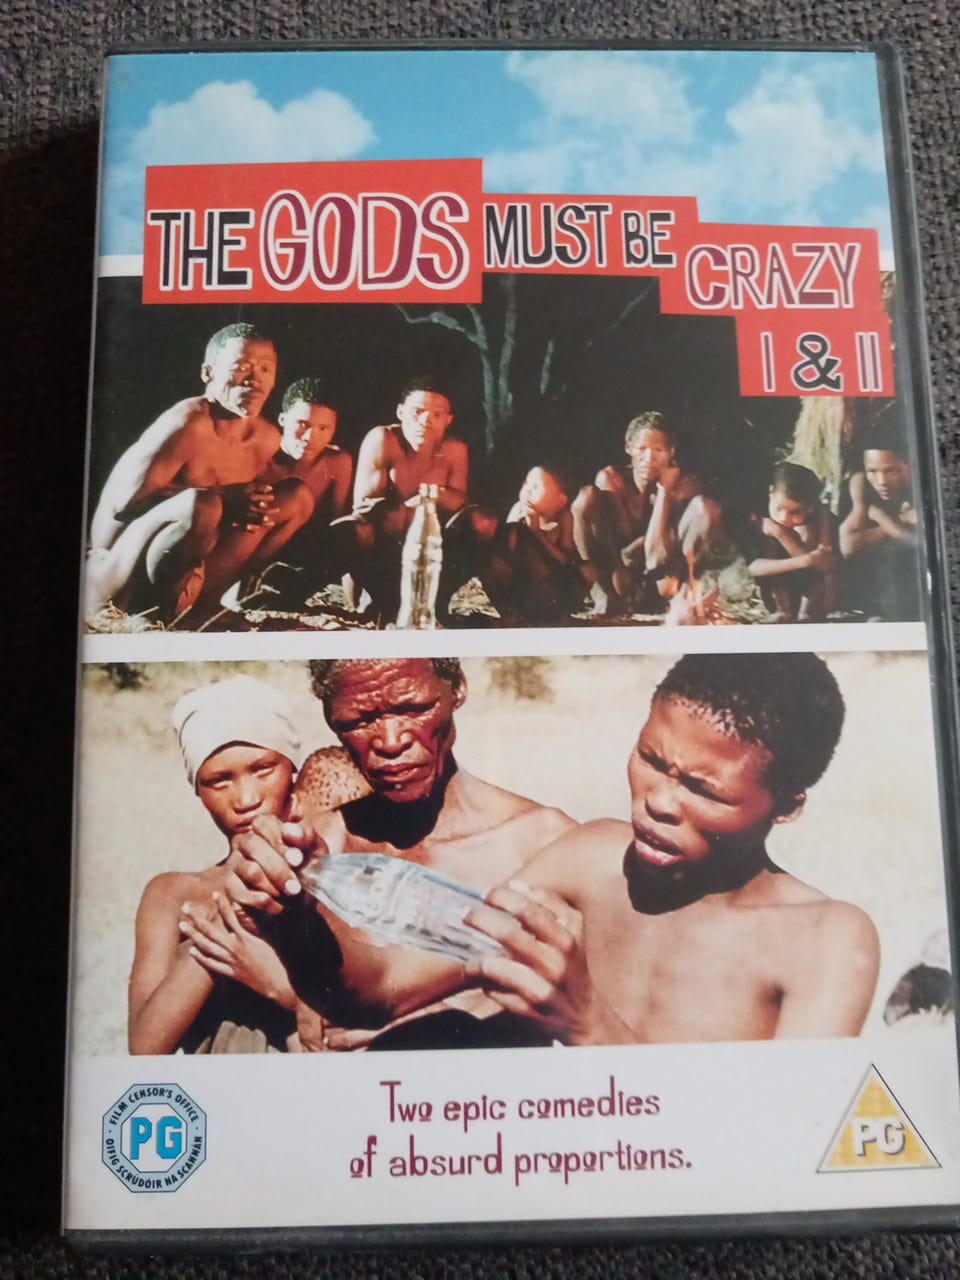 THE GODS MUST BE CRAZY
I & II
FILM CENSOR'S OFFICE
PG
OIFIG SCRÚDÓIR NA SCANNÁN
Two epic comedies
of absurd proportions.
PG